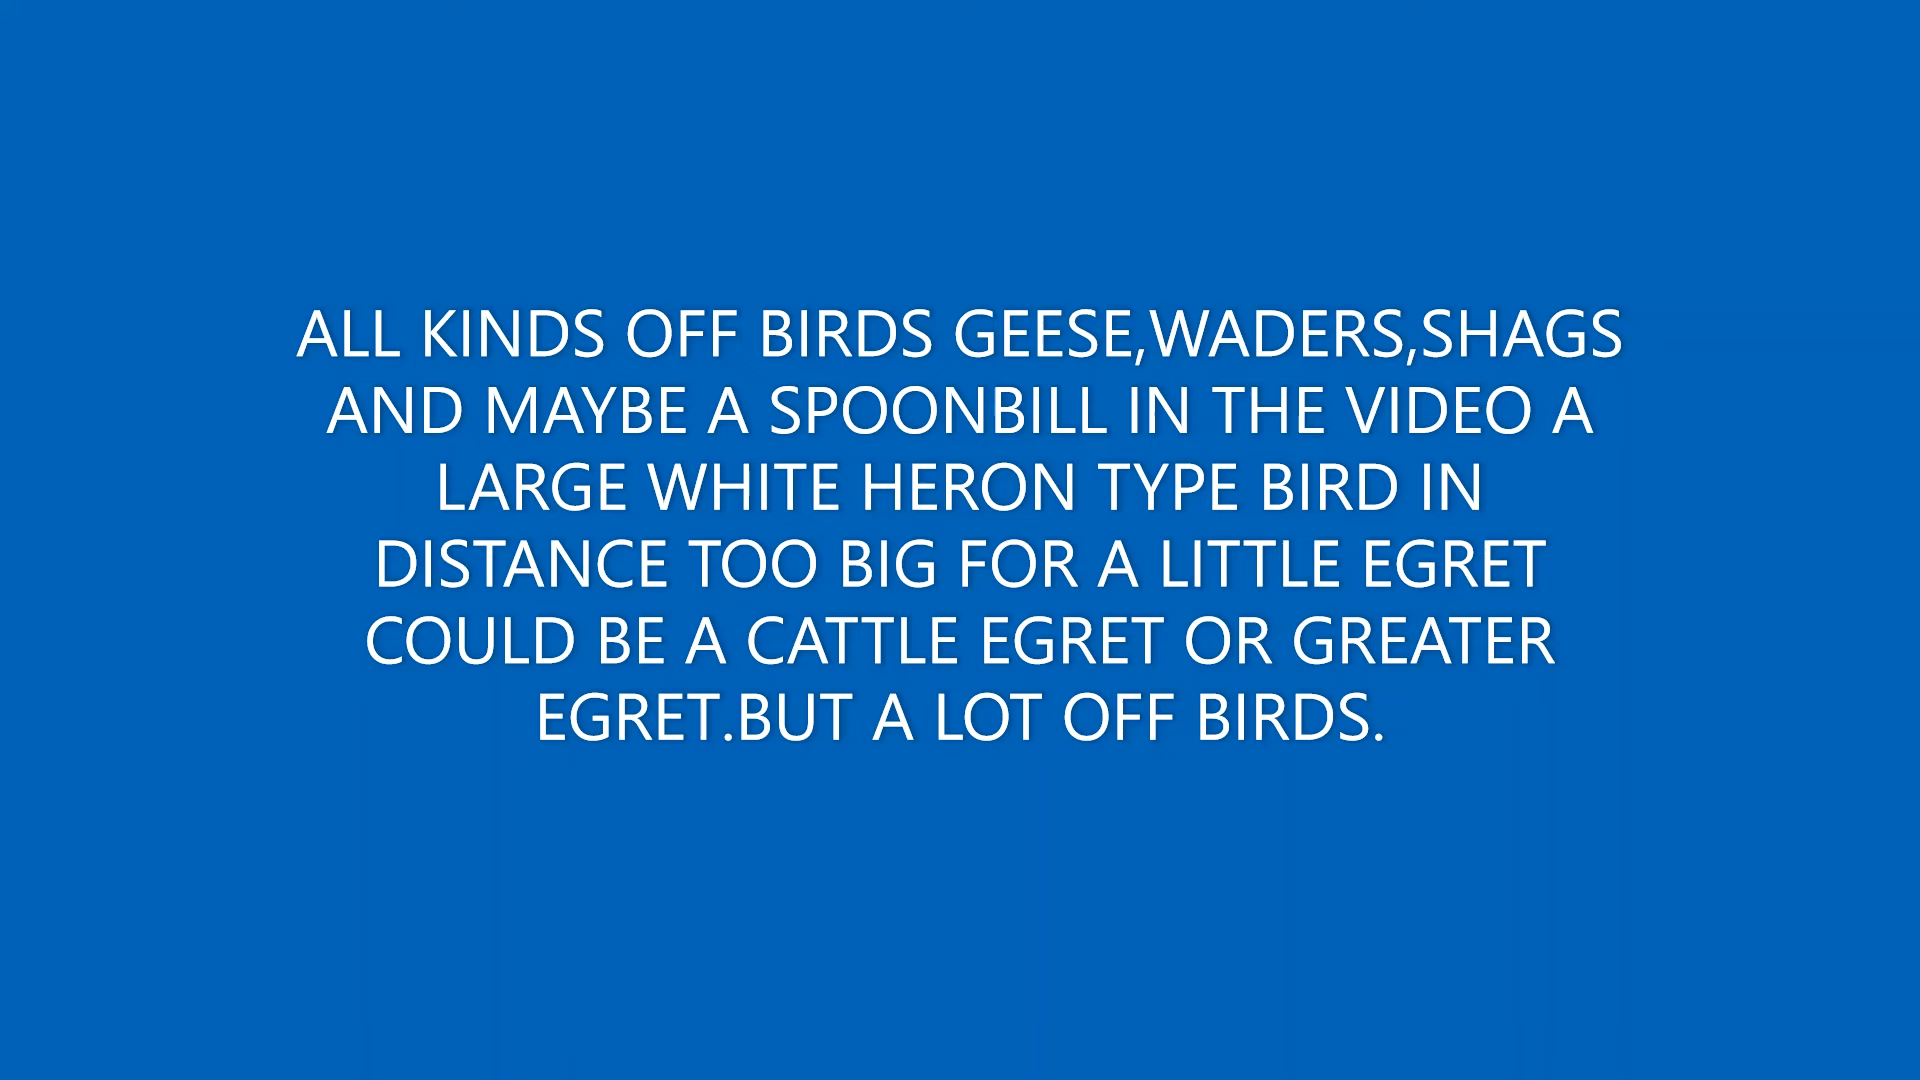 ALL KINDS OFF BIRDS GEESE,WADERS,SHAGS
AND MAYBE A SPOONBILL IN THE VIDEO A
LARGE WHITE HERON TYPE BIRD IN
DISTANCE TOO BIG FOR A LITTLE EGRET
COULD BE A CATTLE EGRET OR GREATER
EGRET.BUT A LOT OFF BIRDS.